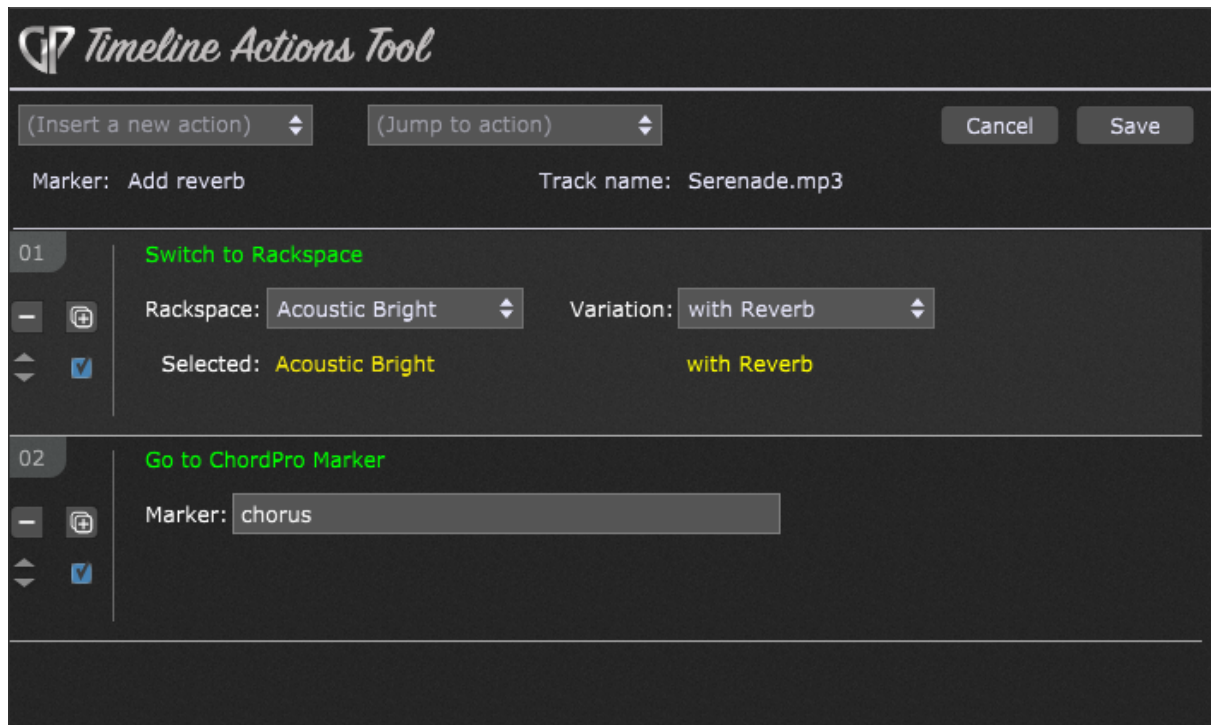 GP Timeline Actions Tool
(Insert a new action) (Jump to action) Cancel Save
Marker: Add reverb Track name: Serenade.mp3
01 Switch to Rackspace
Rackspace: Acoustic Bright Variation: with Reverb
Selected: Acoustic Bright with Reverb
02 Go to ChordPro Marker
Marker: chorus